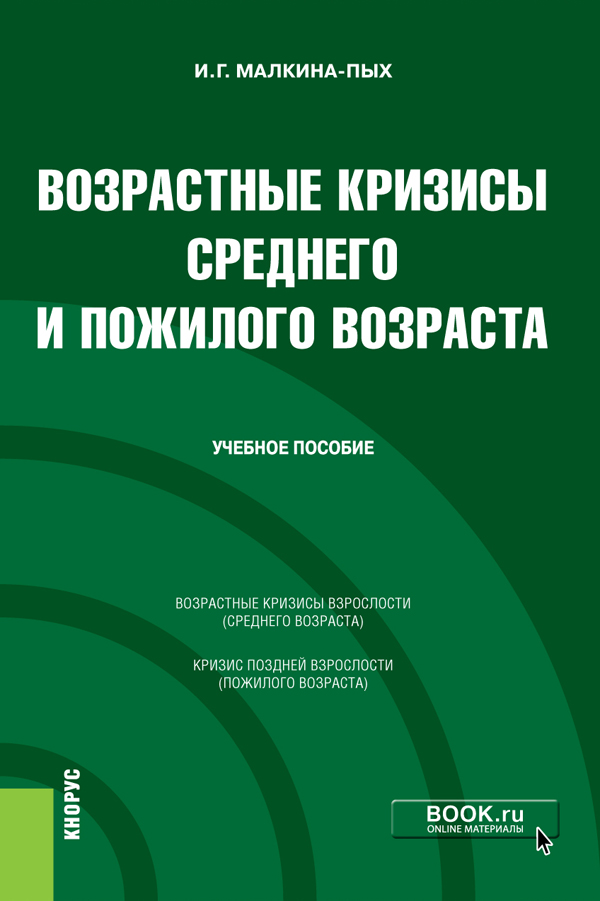 И.Г. МАЛКИНА-ПЫХ
ВОЗРАСТНЫЕ КРИЗИСЫ
СРЕДНЕГО
И ПОЖИЛОГО ВОЗРАСТА
УЧЕБНОЕ ПОСОБИЕ
ВОЗРАСТНЫЕ КРИЗИСЫ ВЗРОСЛОСТИ
(СРЕДНЕГО ВОЗРАСТА)
КРИЗИС ПОЗДНЕЙ ВЗРОСЛОСТИ
(ПОЖИЛОГО ВОЗРАСТА)
КНОРУС
BOOK.ru
ONLINE МАТЕРИАЛЫ